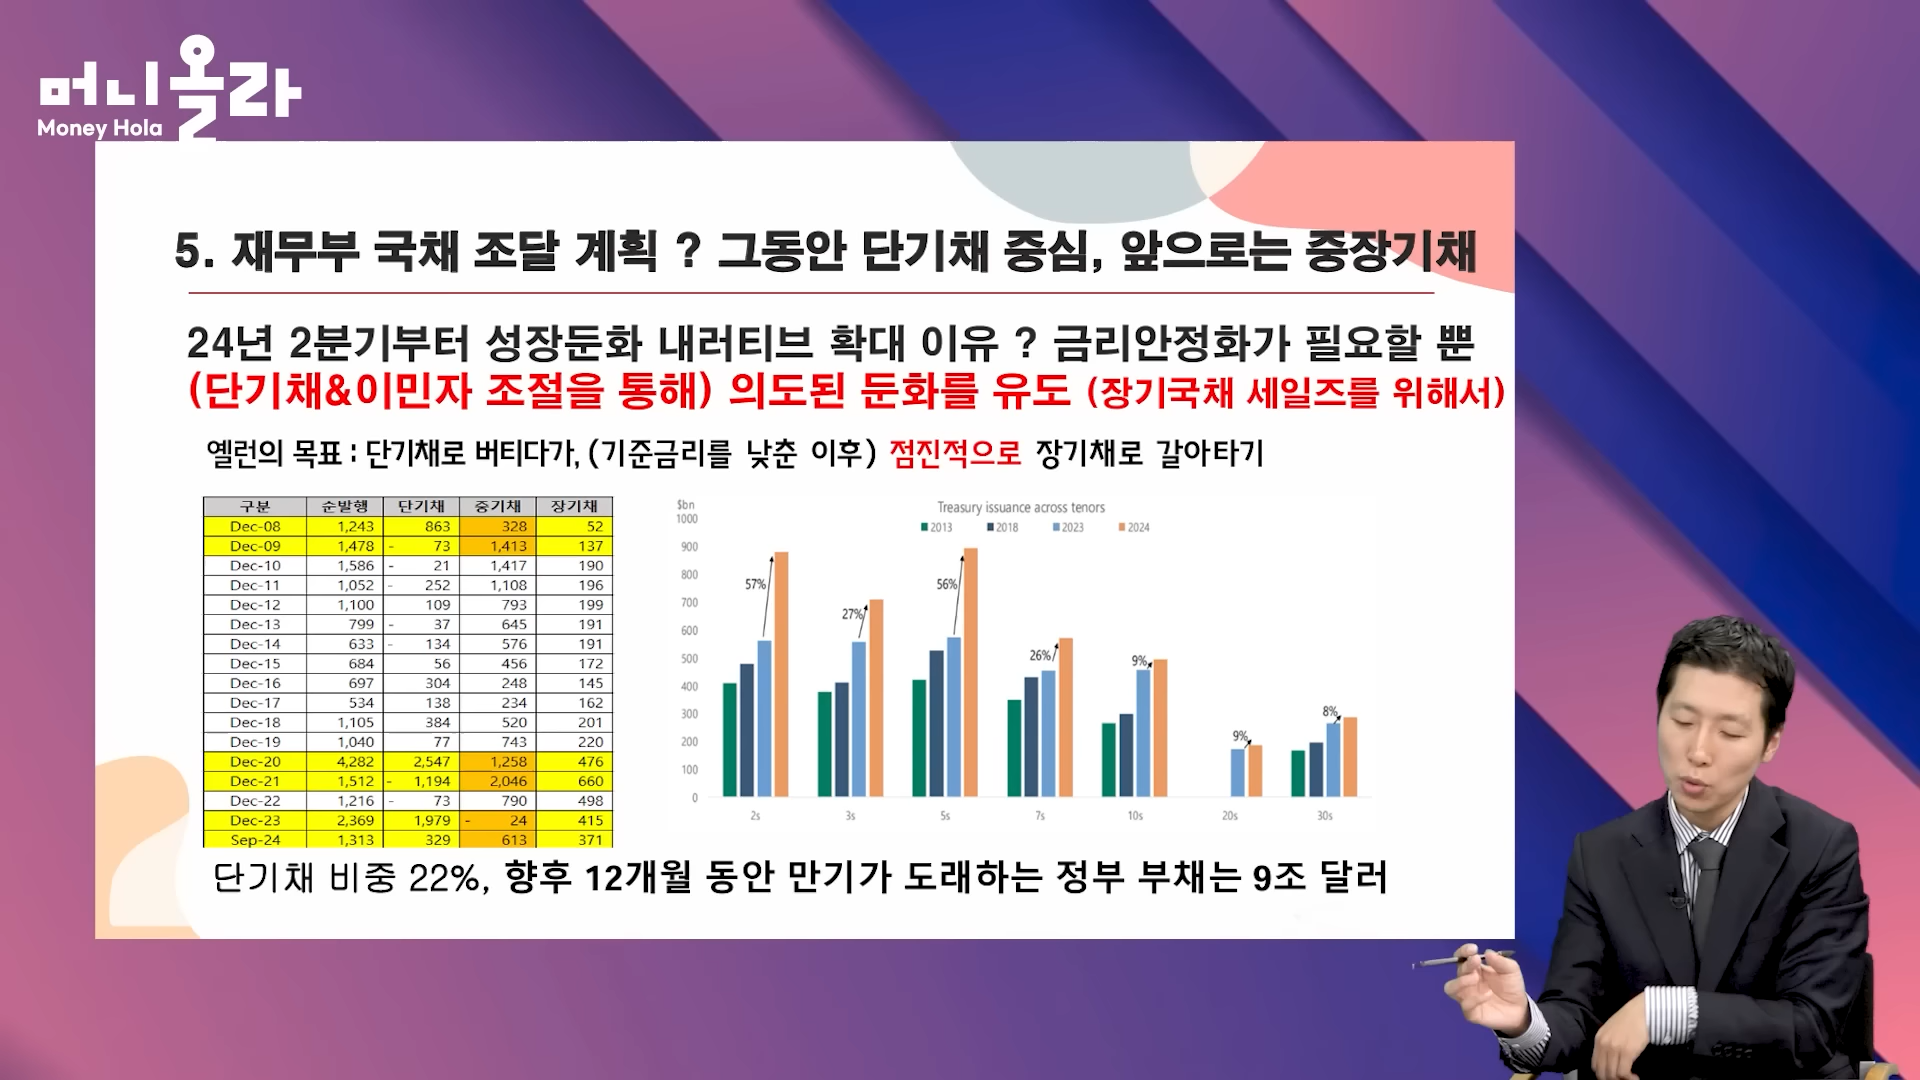 머니올라
Money Hola
5. 재무부 국채 조달 계획 ? 그동안 단기채 중심, 앞으로는 중장기채
24년 2분기부터 성장둔화 내러티브 확대 이유 ? 금리안정화가 필요할 뿐
(단기채&이민자 조절을 통해) 의도된 둔화를 유도 (장기국채 세일즈를 위해서)
옐런의 목표 : 단기채로 버티다가, (기준금리를 낮춘 이후) 점진적으로 장기채로 갈아타기
구분 순발행 단기채 중기채 장기채
Dec-08 1,243 863 328 52
Dec-09 1,478 - 73 1,413 137
Dec-10 1,586 - 21 1,417 190
Dec-11 1,052 - 252 1,108 196
Dec-12 1,100 109 793 199
Dec-13 799 - 37 645 191
Dec-14 633 - 134 576 191
Dec-15 684 56 456 172
Dec-16 697 304 248 145
Dec-17 534 138 234 162
Dec-18 1,105 384 520 201
Dec-19 1,040 77 743 220
Dec-20 4,282 2,547 1,258 476
Dec-21 1,512 - 1,194 2,046 660
Dec-22 1,216 - 73 790 498
Dec-23 2,369 1,979 - 24 415
Sep-24 1,313 329 613 371
$bn
Treasury issuance across tenors
2013 2018 2023 2024
1000
900
800
700
600
500
400
300
200
100
0
57%
27%
56%
26%
9%
9%
8%
2s 3s 5s 7s 10s 20s 30s
단기채 비중 22%, 향후 12개월 동안 만기가 도래하는 정부 부채는 9조 달러